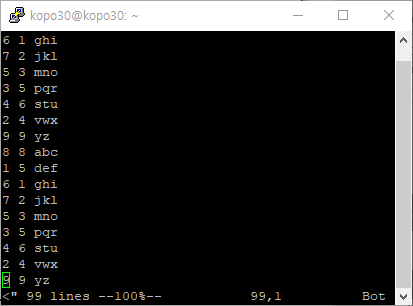 kopo30@kopo30: ~
6 1 ghi
7 2 jkl
5 3 mno
3 5 pqr
4 6 stu
2 4 vwx
9 9 yz
8 8 abc
1 5 def
6 1 ghi
7 2 jkl
5 3 mno
3 5 pqr
4 6 stu
2 4 vwx
9 9 yz
<" 99 lines --100%-- 99,1 Bot